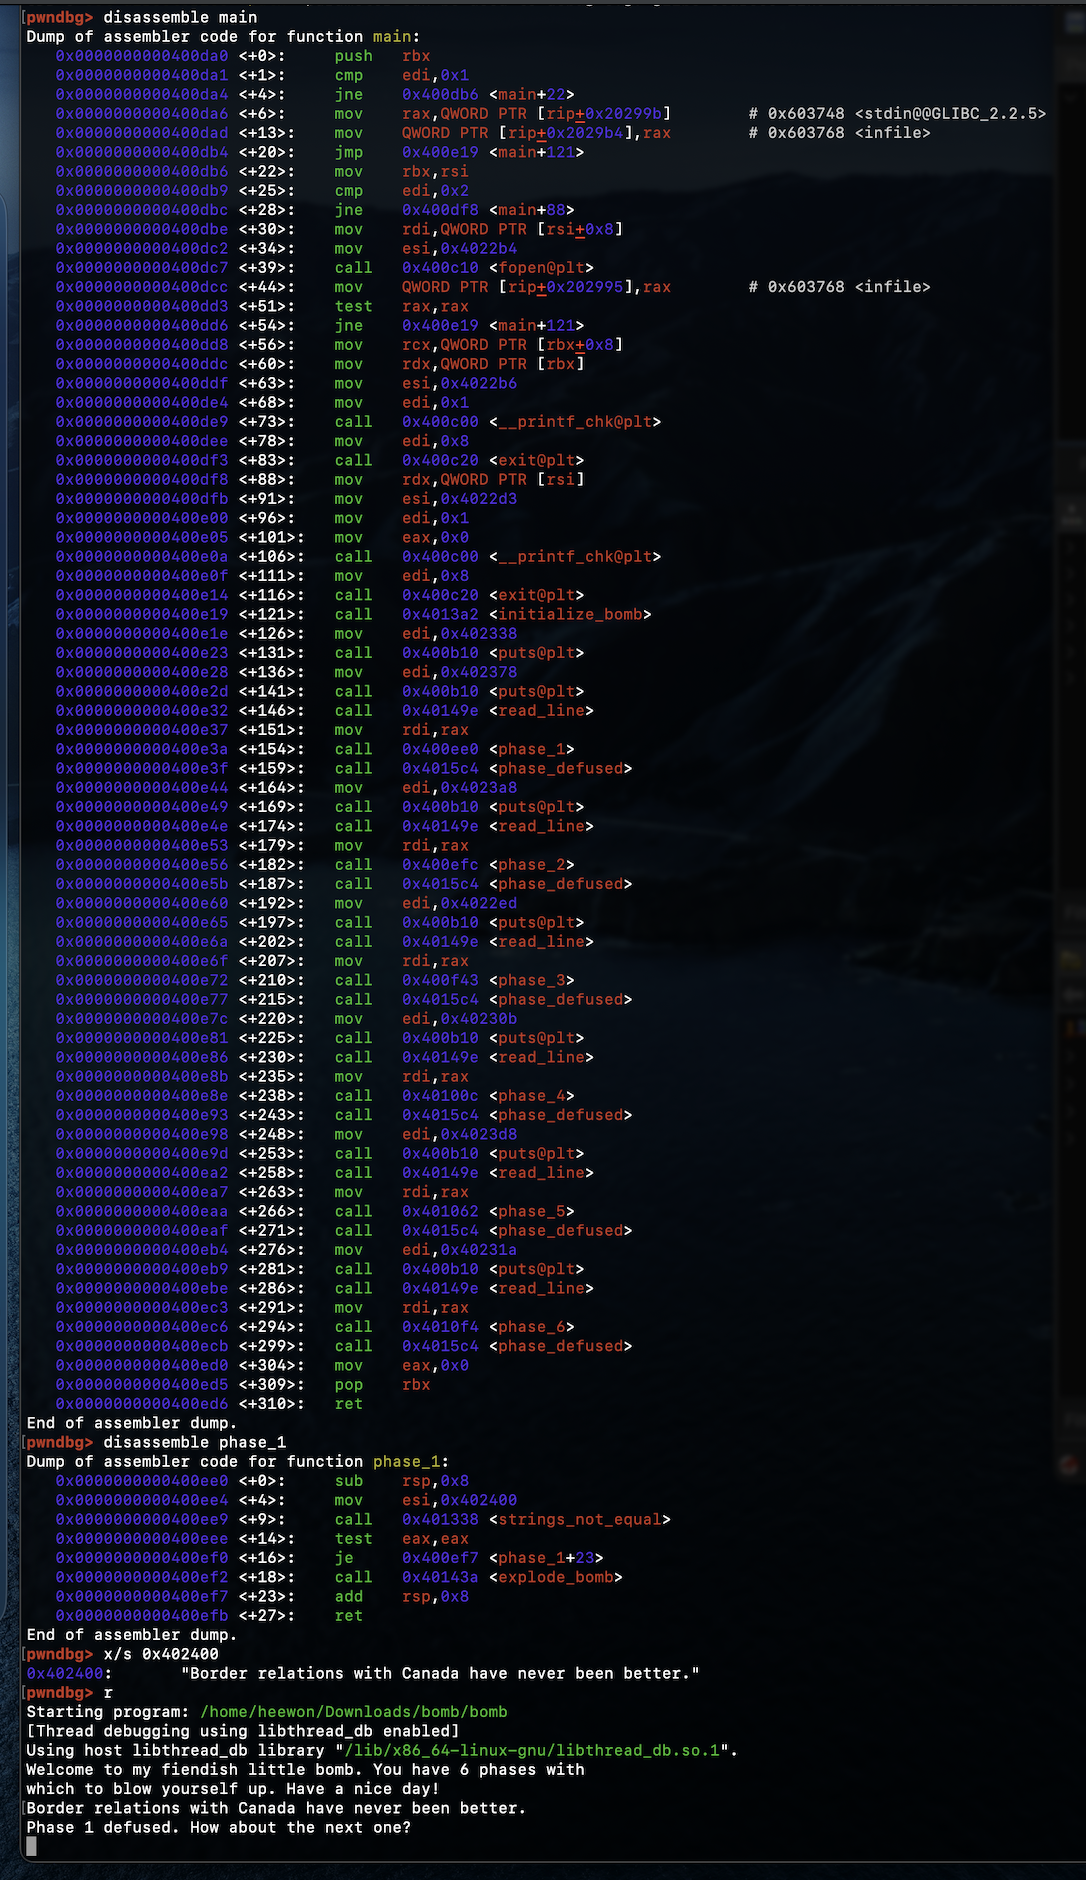 [pwndbg> disassemble main
Dump of assembler code for function main:
   0x0000000000400da0 <+0>:	push   rbx
   0x0000000000400da1 <+1>:	cmp    edi,0x1
   0x0000000000400da4 <+4>:	jne    0x400db6 <main+22>
   0x0000000000400da6 <+6>:	mov    rax,QWORD PTR [rip+0x20299b]        # 0x603748 <stdin@@GLIBC_2.2.5>
   0x0000000000400dad <+13>:	mov    QWORD PTR [rip+0x2029b4],rax        # 0x603768 <infile>
   0x0000000000400db4 <+20>:	jmp    0x400e19 <main+121>
   0x0000000000400db6 <+22>:	mov    rbx,rsi
   0x0000000000400db9 <+25>:	cmp    edi,0x2
   0x0000000000400dbc <+28>:	jne    0x400df8 <main+88>
   0x0000000000400dbe <+30>:	mov    rdi,QWORD PTR [rsi+0x8]
   0x0000000000400dc2 <+34>:	mov    esi,0x4022b4
   0x0000000000400dc7 <+39>:	call   0x400c10 <fopen@plt>
   0x0000000000400dcc <+44>:	mov    QWORD PTR [rip+0x202995],rax        # 0x603768 <infile>
   0x0000000000400dd3 <+51>:	test   rax,rax
   0x0000000000400dd6 <+54>:	jne    0x400e19 <main+121>
   0x0000000000400dd8 <+56>:	mov    rcx,QWORD PTR [rbx+0x8]
   0x0000000000400ddc <+60>:	mov    rdx,QWORD PTR [rbx]
   0x0000000000400ddf <+63>:	mov    esi,0x4022b6
   0x0000000000400de4 <+68>:	mov    edi,0x1
   0x0000000000400de9 <+73>:	call   0x400c00 <__printf_chk@plt>
   0x0000000000400dee <+78>:	mov    edi,0x8
   0x0000000000400df3 <+83>:	call   0x400c20 <exit@plt>
   0x0000000000400df8 <+88>:	mov    rdx,QWORD PTR [rsi]
   0x0000000000400dfb <+91>:	mov    esi,0x4022d3
   0x0000000000400e00 <+96>:	mov    edi,0x1
   0x0000000000400e05 <+101>:	mov    eax,0x0
   0x0000000000400e0a <+106>:	call   0x400c00 <__printf_chk@plt>
   0x0000000000400e0f <+111>:	mov    edi,0x8
   0x0000000000400e14 <+116>:	call   0x400c20 <exit@plt>
   0x0000000000400e19 <+121>:	call   0x4013a2 <initialize_bomb>
   0x0000000000400e1e <+126>:	mov    edi,0x402338
   0x0000000000400e23 <+131>:	call   0x400b10 <puts@plt>
   0x0000000000400e28 <+136>:	mov    edi,0x402378
   0x0000000000400e2d <+141>:	call   0x400b10 <puts@plt>
   0x0000000000400e32 <+146>:	call   0x40149e <read_line>
   0x0000000000400e37 <+151>:	mov    rdi,rax
   0x0000000000400e3a <+154>:	call   0x400ee0 <phase_1>
   0x0000000000400e3f <+159>:	call   0x4015c4 <phase_defused>
   0x0000000000400e44 <+164>:	mov    edi,0x4023a8
   0x0000000000400e49 <+169>:	call   0x400b10 <puts@plt>
   0x0000000000400e4e <+174>:	call   0x40149e <read_line>
   0x0000000000400e53 <+179>:	mov    rdi,rax
   0x0000000000400e56 <+182>:	call   0x400efc <phase_2>
   0x0000000000400e5b <+187>:	call   0x4015c4 <phase_defused>
   0x0000000000400e60 <+192>:	mov    edi,0x4022ed
   0x0000000000400e65 <+197>:	call   0x400b10 <puts@plt>
   0x0000000000400e6a <+202>:	call   0x40149e <read_line>
   0x0000000000400e6f <+207>:	mov    rdi,rax
   0x0000000000400e72 <+210>:	call   0x400f43 <phase_3>
   0x0000000000400e77 <+215>:	call   0x4015c4 <phase_defused>
   0x0000000000400e7c <+220>:	mov    edi,0x40230b
   0x0000000000400e81 <+225>:	call   0x400b10 <puts@plt>
   0x0000000000400e86 <+230>:	call   0x40149e <read_line>
   0x0000000000400e8b <+235>:	mov    rdi,rax
   0x0000000000400e8e <+238>:	call   0x40100c <phase_4>
   0x0000000000400e93 <+243>:	call   0x4015c4 <phase_defused>
   0x0000000000400e98 <+248>:	mov    edi,0x4023d8
   0x0000000000400e9d <+253>:	call   0x400b10 <puts@plt>
   0x0000000000400ea2 <+258>:	call   0x40149e <read_line>
   0x0000000000400ea7 <+263>:	mov    rdi,rax
   0x0000000000400eaa <+266>:	call   0x401062 <phase_5>
   0x0000000000400eaf <+271>:	call   0x4015c4 <phase_defused>
   0x0000000000400eb4 <+276>:	mov    edi,0x40231a
   0x0000000000400eb9 <+281>:	call   0x400b10 <puts@plt>
   0x0000000000400ebe <+286>:	call   0x40149e <read_line>
   0x0000000000400ec3 <+291>:	mov    rdi,rax
   0x0000000000400ec6 <+294>:	call   0x4010f4 <phase_6>
   0x0000000000400ecb <+299>:	call   0x4015c4 <phase_defused>
   0x0000000000400ed0 <+304>:	mov    eax,0x0
   0x0000000000400ed5 <+309>:	pop    rbx
   0x0000000000400ed6 <+310>:	ret
End of assembler dump.
[pwndbg> disassemble phase_1
Dump of assembler code for function phase_1:
   0x0000000000400ee0 <+0>:	sub    rsp,0x8
   0x0000000000400ee4 <+4>:	mov    esi,0x402400
   0x0000000000400ee9 <+9>:	call   0x401338 <strings_not_equal>
   0x0000000000400eee <+14>:	test   eax,eax
   0x0000000000400ef0 <+16>:	je     0x400ef7 <phase_1+23>
   0x0000000000400ef2 <+18>:	call   0x40143a <explode_bomb>
   0x0000000000400ef7 <+23>:	add    rsp,0x8
   0x0000000000400efb <+27>:	ret
End of assembler dump.
[pwndbg> x/s 0x402400
0x402400:	"Border relations with Canada have never been better."
[pwndbg> r
Starting program: /home/heewon/Downloads/bomb/bomb
[Thread debugging using libthread_db enabled]
Using host libthread_db library "/lib/x86_64-linux-gnu/libthread_db.so.1".
Welcome to my fiendish little bomb. You have 6 phases with
which to blow yourself up. Have a nice day!
[Border relations with Canada have never been better.
Phase 1 defused. How about the next one?